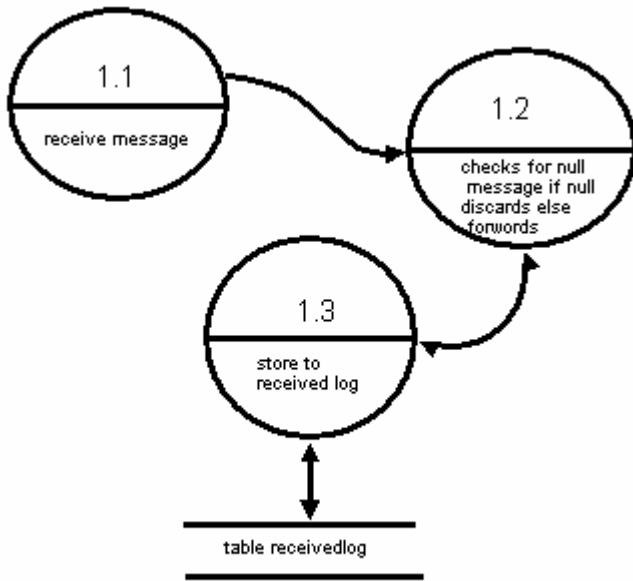 1.1
receive message
1.2
checks for null
message if null
discards else
forwords
1.3
store to
received log
table receivedlog